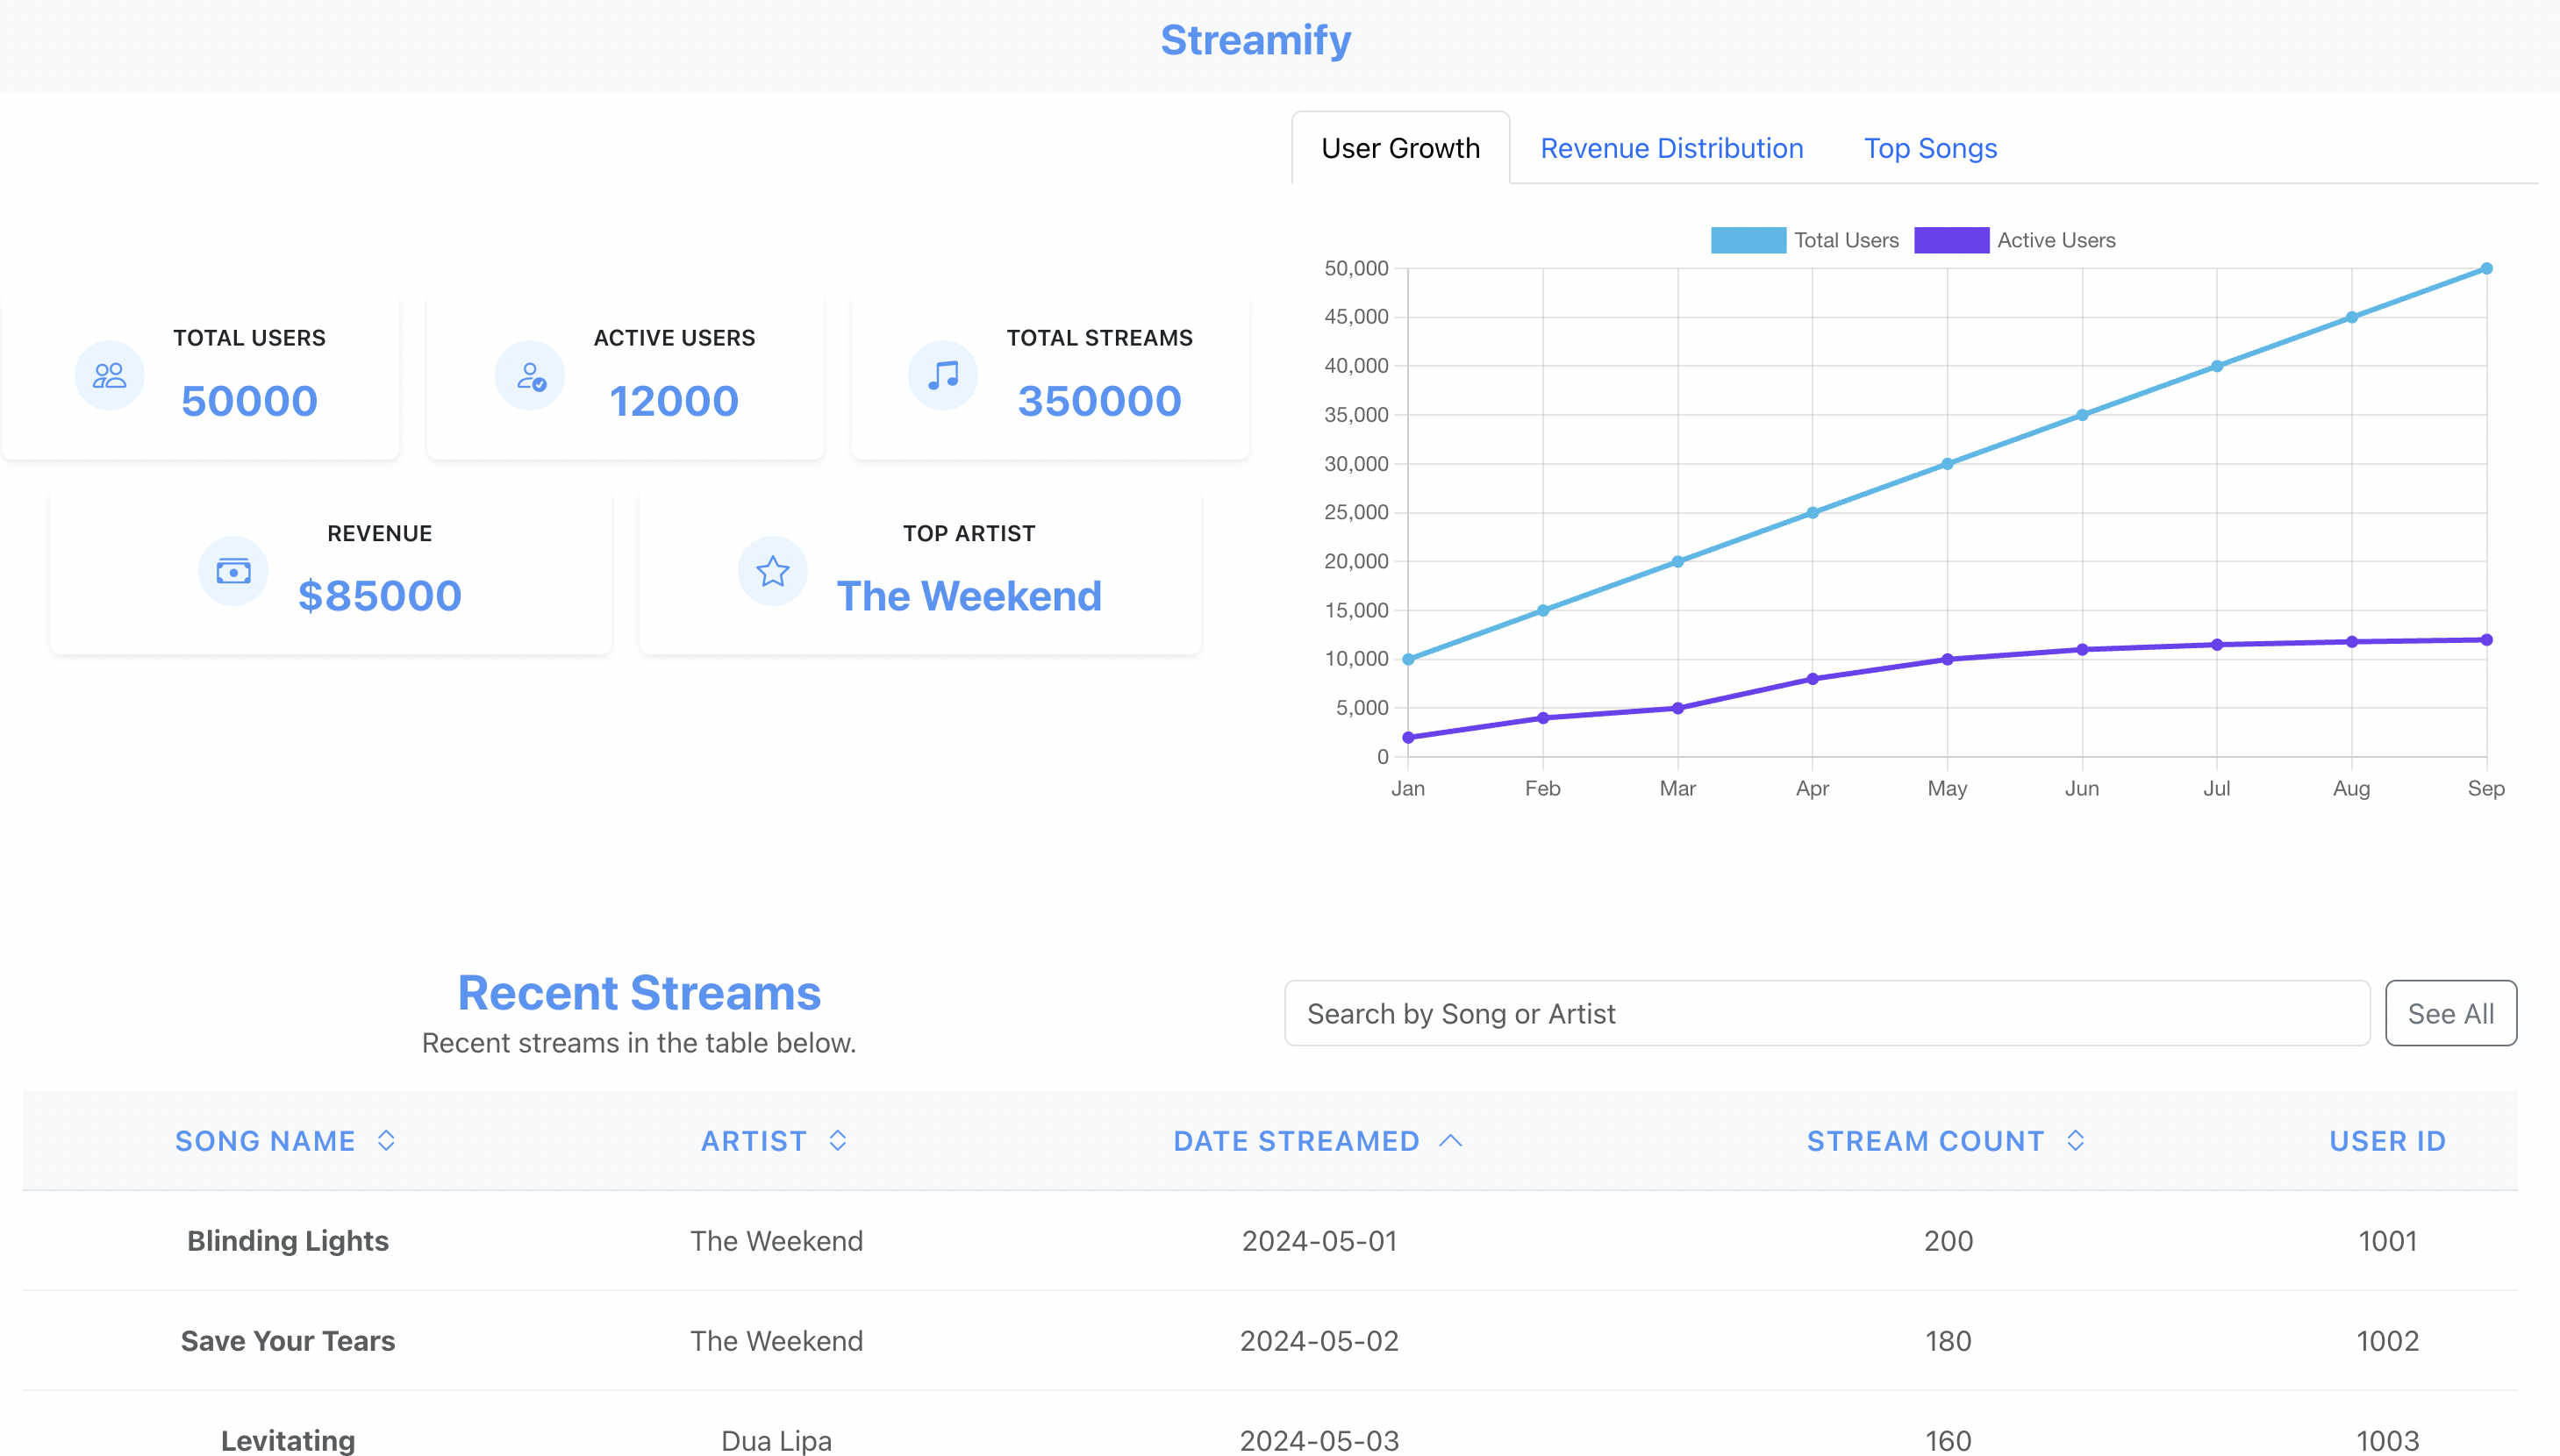 Streamify
TOTAL USERS
50000
ACTIVE USERS
12000
TOTAL STREAMS
350000
REVENUE
$85000
TOP ARTIST
The Weekend
User Growth Revenue Distribution Top Songs
Total Users Active Users
50,000
45,000
40,000
35,000
30,000
25,000
20,000
15,000
10,000
5,000
0
Jan Feb Mar Apr May Jun Jul Aug Sep
Recent Streams
Recent streams in the table below.
Search by Song or Artist
See All
SONG NAME ARTIST DATE STREAMED STREAM COUNT USER ID
Blinding Lights The Weekend 2024-05-01 200 1001
Save Your Tears The Weekend 2024-05-02 180 1002
Levitating Dua Lipa 2024-05-03 160 1003